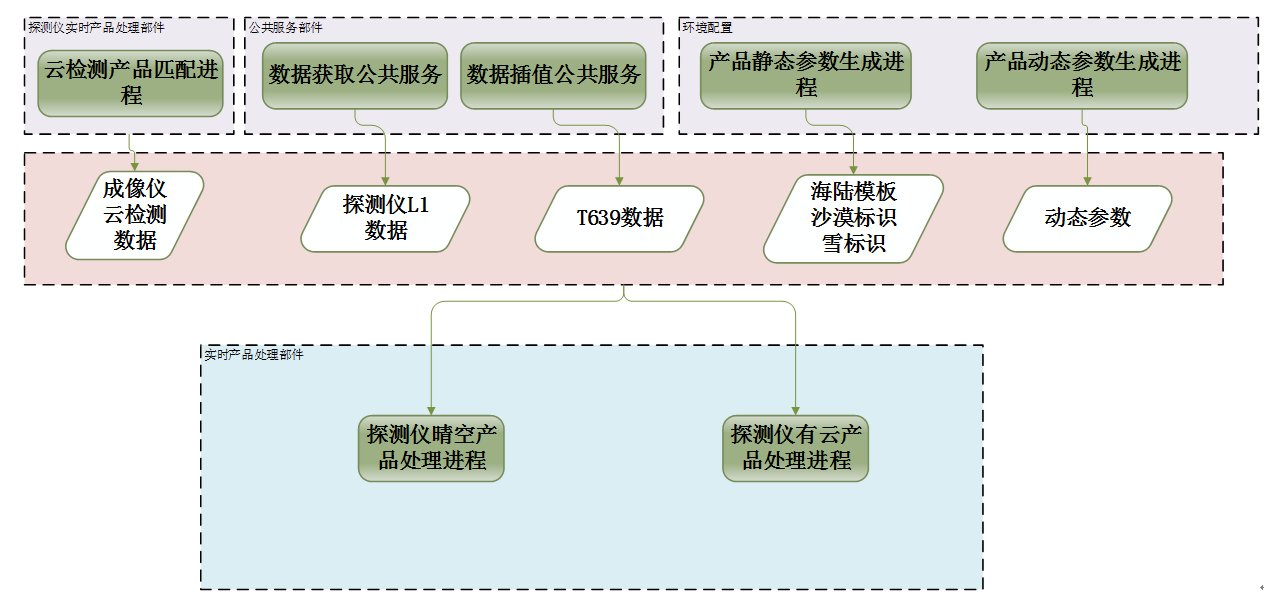 探测仪实时产品处理部件
云检测产品匹配进
程
公共服务部件
数据获取公共服务
数据插值公共服务
环境配置
产品静态参数生成进
程
产品动态参数生成进
程
成像仪
云检测
数据
探测仪L1
数据
T639数据
海陆模板
沙漠标识
雪标识
动态参数
实时产品处理部件
探测仪晴空产
品处理进程
探测仪有云产
品处理进程